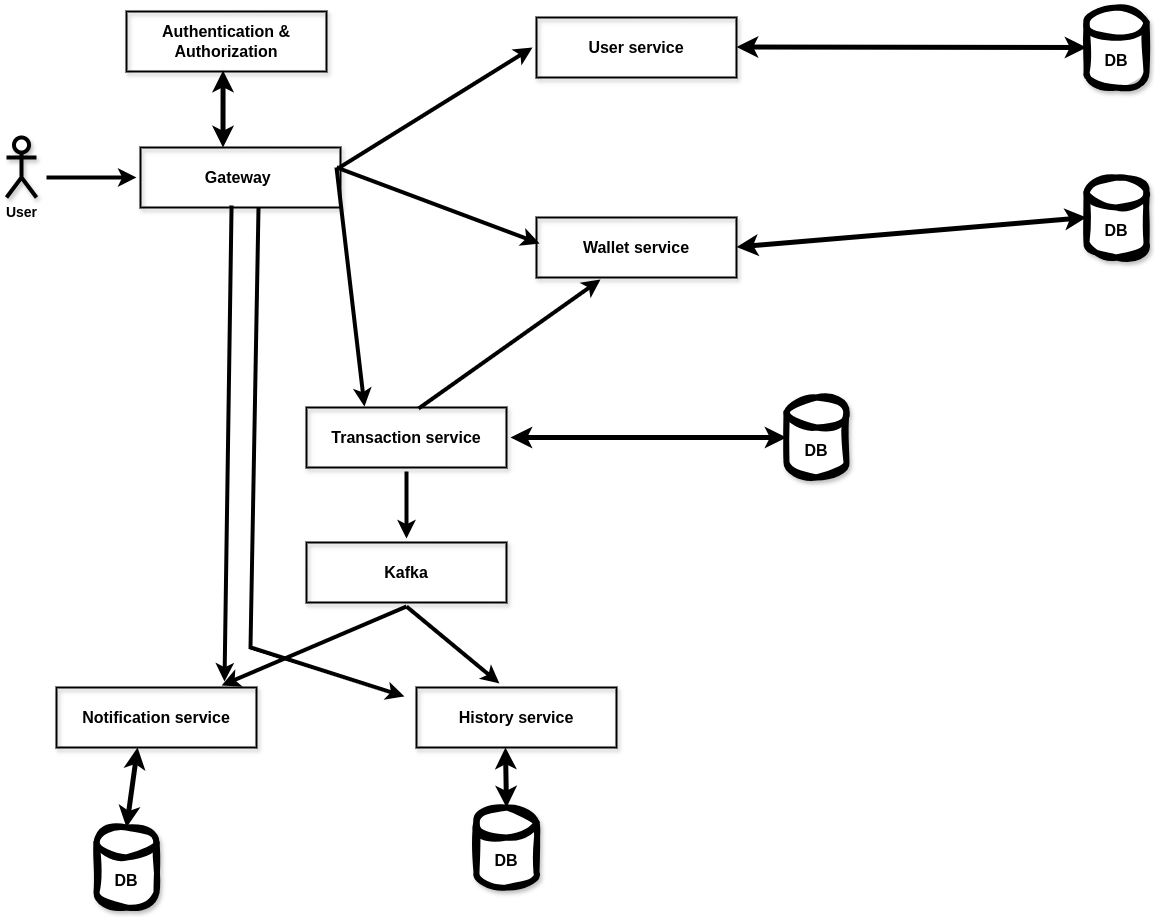 Authentication &
Authorization
User service
DB
Gateway
User
Wallet service
DB
Transaction service
DB
Kafka
Notification service
History service
DB
DB